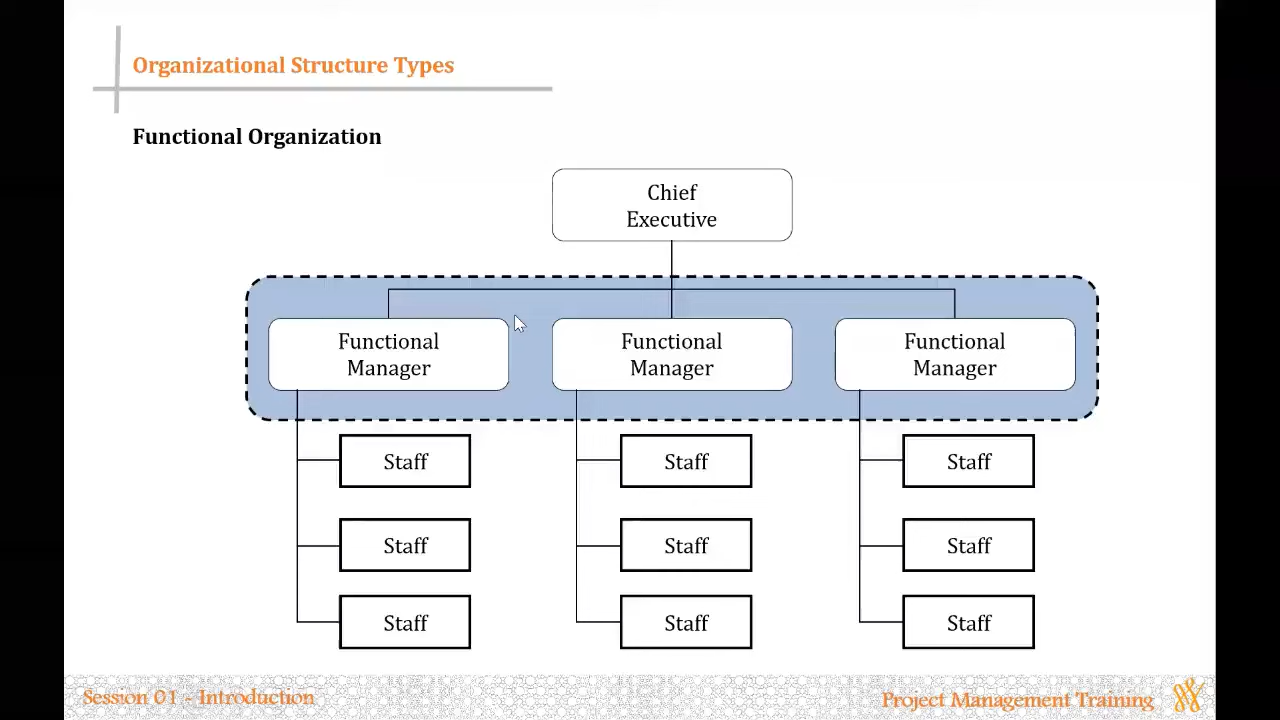 Organizational Structure Types
Functional Organization
Chief
Executive
Functional
Manager
Functional
Manager
Functional
Manager
Staff
Staff
Staff
Staff
Staff
Staff
Staff
Staff
Staff
Session 01 - Introduction
Project Management Training